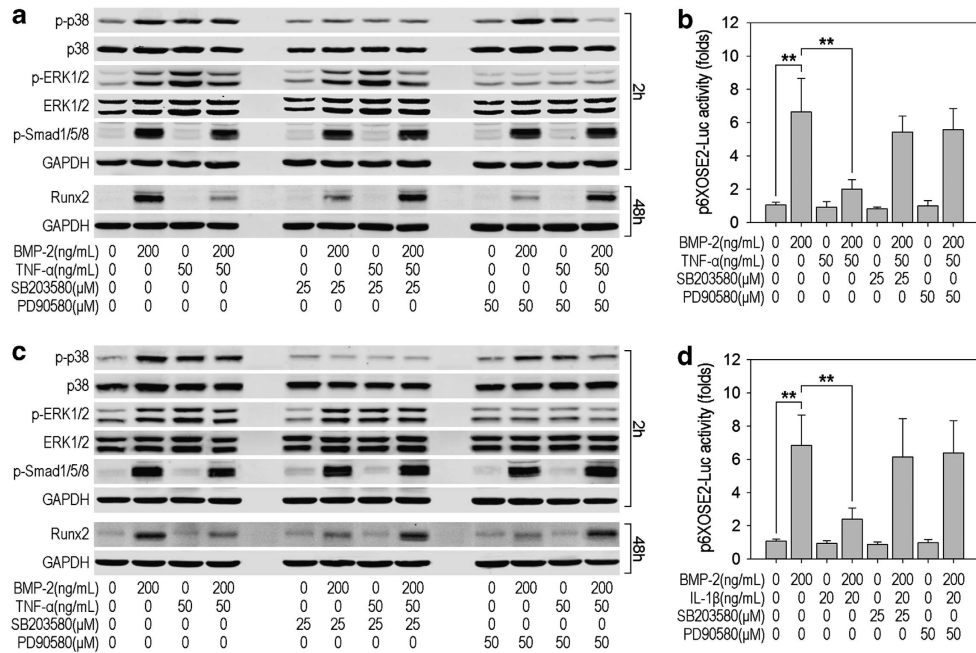 a
p-p38
p38
p-ERK1/2
ERK1/2
p-Smad1/5/8
GAPDH
2h
Runx2
GAPDH
48h
BMP-2(ng/mL) 0 200 0 200 0 200 0 200 0 200 0 200
TNF-α(ng/mL) 0 0 50 50 0 0 50 50 0 0 50 50
SB203580(µM) 0 0 0 0 25 25 25 25 0 0 0 0
PD90580(µM) 0 0 0 0 0 0 0 0 50 50 50 50
b
p6XOSE2-Luc activity (folds)
12
10
8
6
4
2
0
**
**
BMP-2(ng/mL) 0 200 0 200 0 200 0 200
TNF-α(ng/mL) 0 0 50 50 0 50 0 50
SB203580(µM) 0 0 0 0 25 25 0 0
PD90580(µM) 0 0 0 0 0 0 50 50
c
p-p38
p38
p-ERK1/2
ERK1/2
p-Smad1/5/8
GAPDH
2h
Runx2
GAPDH
48h
BMP-2(ng/mL) 0 200 0 200 0 200 0 200 0 200 0 200
TNF-α(ng/mL) 0 0 50 50 0 0 50 50 0 0 50 50
SB203580(µM) 0 0 0 0 25 25 25 25 0 0 0 0
PD90580(µM) 0 0 0 0 0 0 0 0 50 50 50 50
d
p6XOSE2-Luc activity (folds)
12
10
8
6
4
2
0
**
**
BMP-2(ng/mL) 0 200 0 200 0 200 0 200
IL-1β(ng/mL) 0 0 20 20 0 20 0 20
SB203580(µM) 0 0 0 0 25 25 0 0
PD90580(µM) 0 0 0 0 0 0 50 50